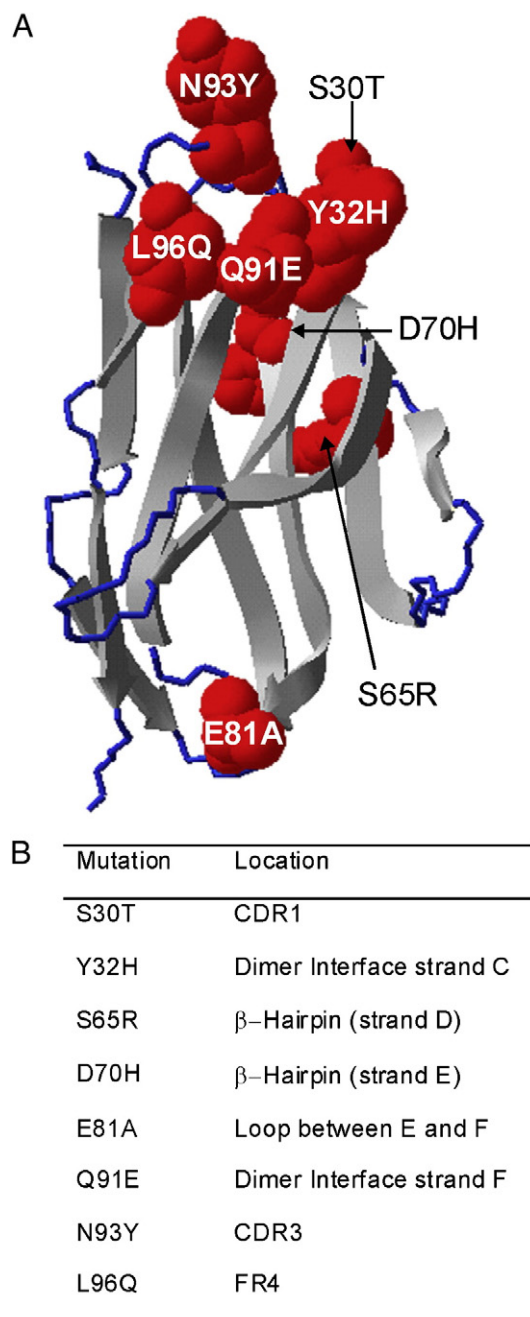 A
N93Y
S30T
Y32H
L96Q
Q91E
D70H
S65R
E81A
B
Mutation Location
S30T CDR1
Y32H Dimer Interface strand C
S65R β–Hairpin (strand D)
D70H β–Hairpin (strand E)
E81A Loop between E and F
Q91E Dimer Interface strand F
N93Y CDR3
L96Q FR4